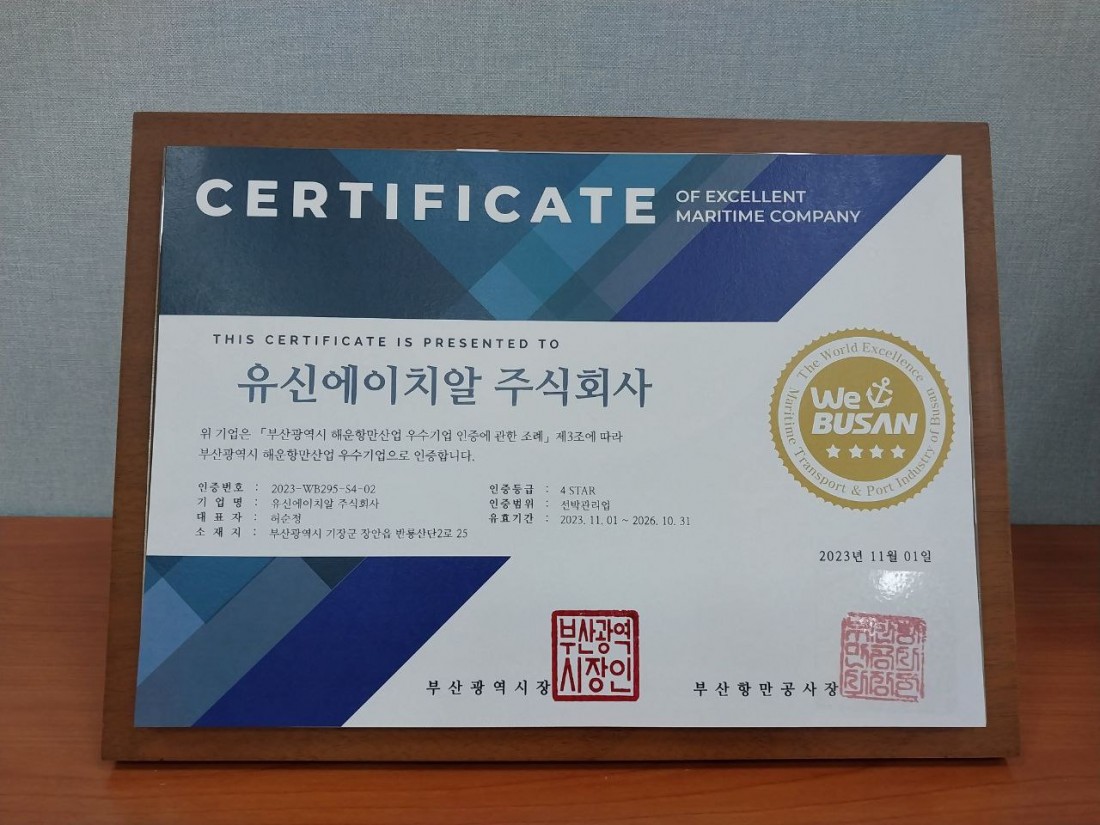 CERTIFICATE
OF EXCELLENT
MARITIME COMPANY
THIS CERTIFICATE IS PRESENTED TO
유신에이치알 주식회사
위 기업은 「부산광역시 해운항만산업 우수기업 인증에 관한 조례」 제3조에 따라
부산광역시 해운항만산업 우수기업으로 인증합니다.
인증번호 : 2023-WB295-S4-02
기업명 : 유신에이치알 주식회사
대표자 : 허순정
소재지 : 부산광역시 기장군 장안읍 반룡산단2로 25
인증등급 : 4 STAR
인증범위 : 선박관리업
유효기간 : 2023. 11. 01 ~ 2026. 10. 31
The World Excellence
We
BUSAN
Maritime Transport & Port Industry of Busan
2023년 11월 01일
부산광역시장
부산광역
시장인
부산항만공사장